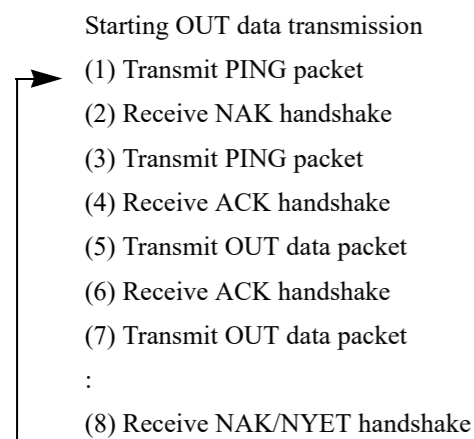 Starting OUT data transmission
(1) Transmit PING packet
(2) Receive NAK handshake
(3) Transmit PING packet
(4) Receive ACK handshake
(5) Transmit OUT data packet
(6) Receive ACK handshake
(7) Transmit OUT data packet
:
(8) Receive NAK/NYET handshake